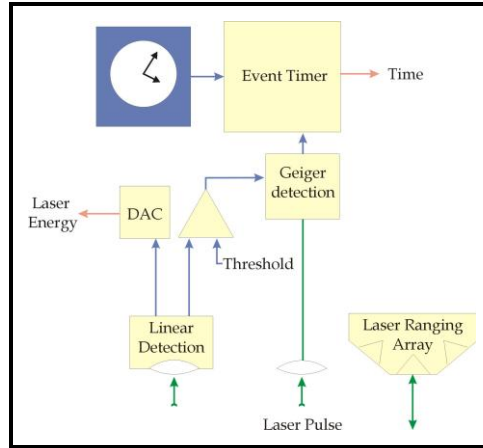 Event Timer
Time
Geiger
detection
Laser
Energy
DAC
Threshold
Linear
Detection
Laser Ranging
Array
Laser Pulse